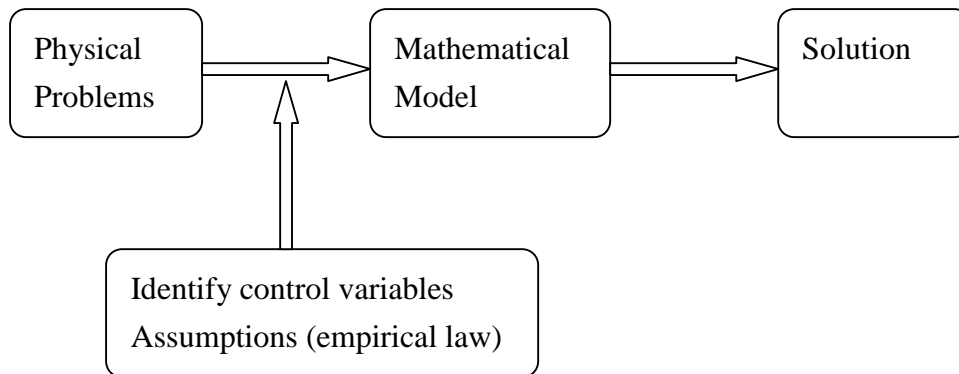 Physical
Problems
Mathematical
Model
Solution
Identify control variables
Assumptions (empirical law)